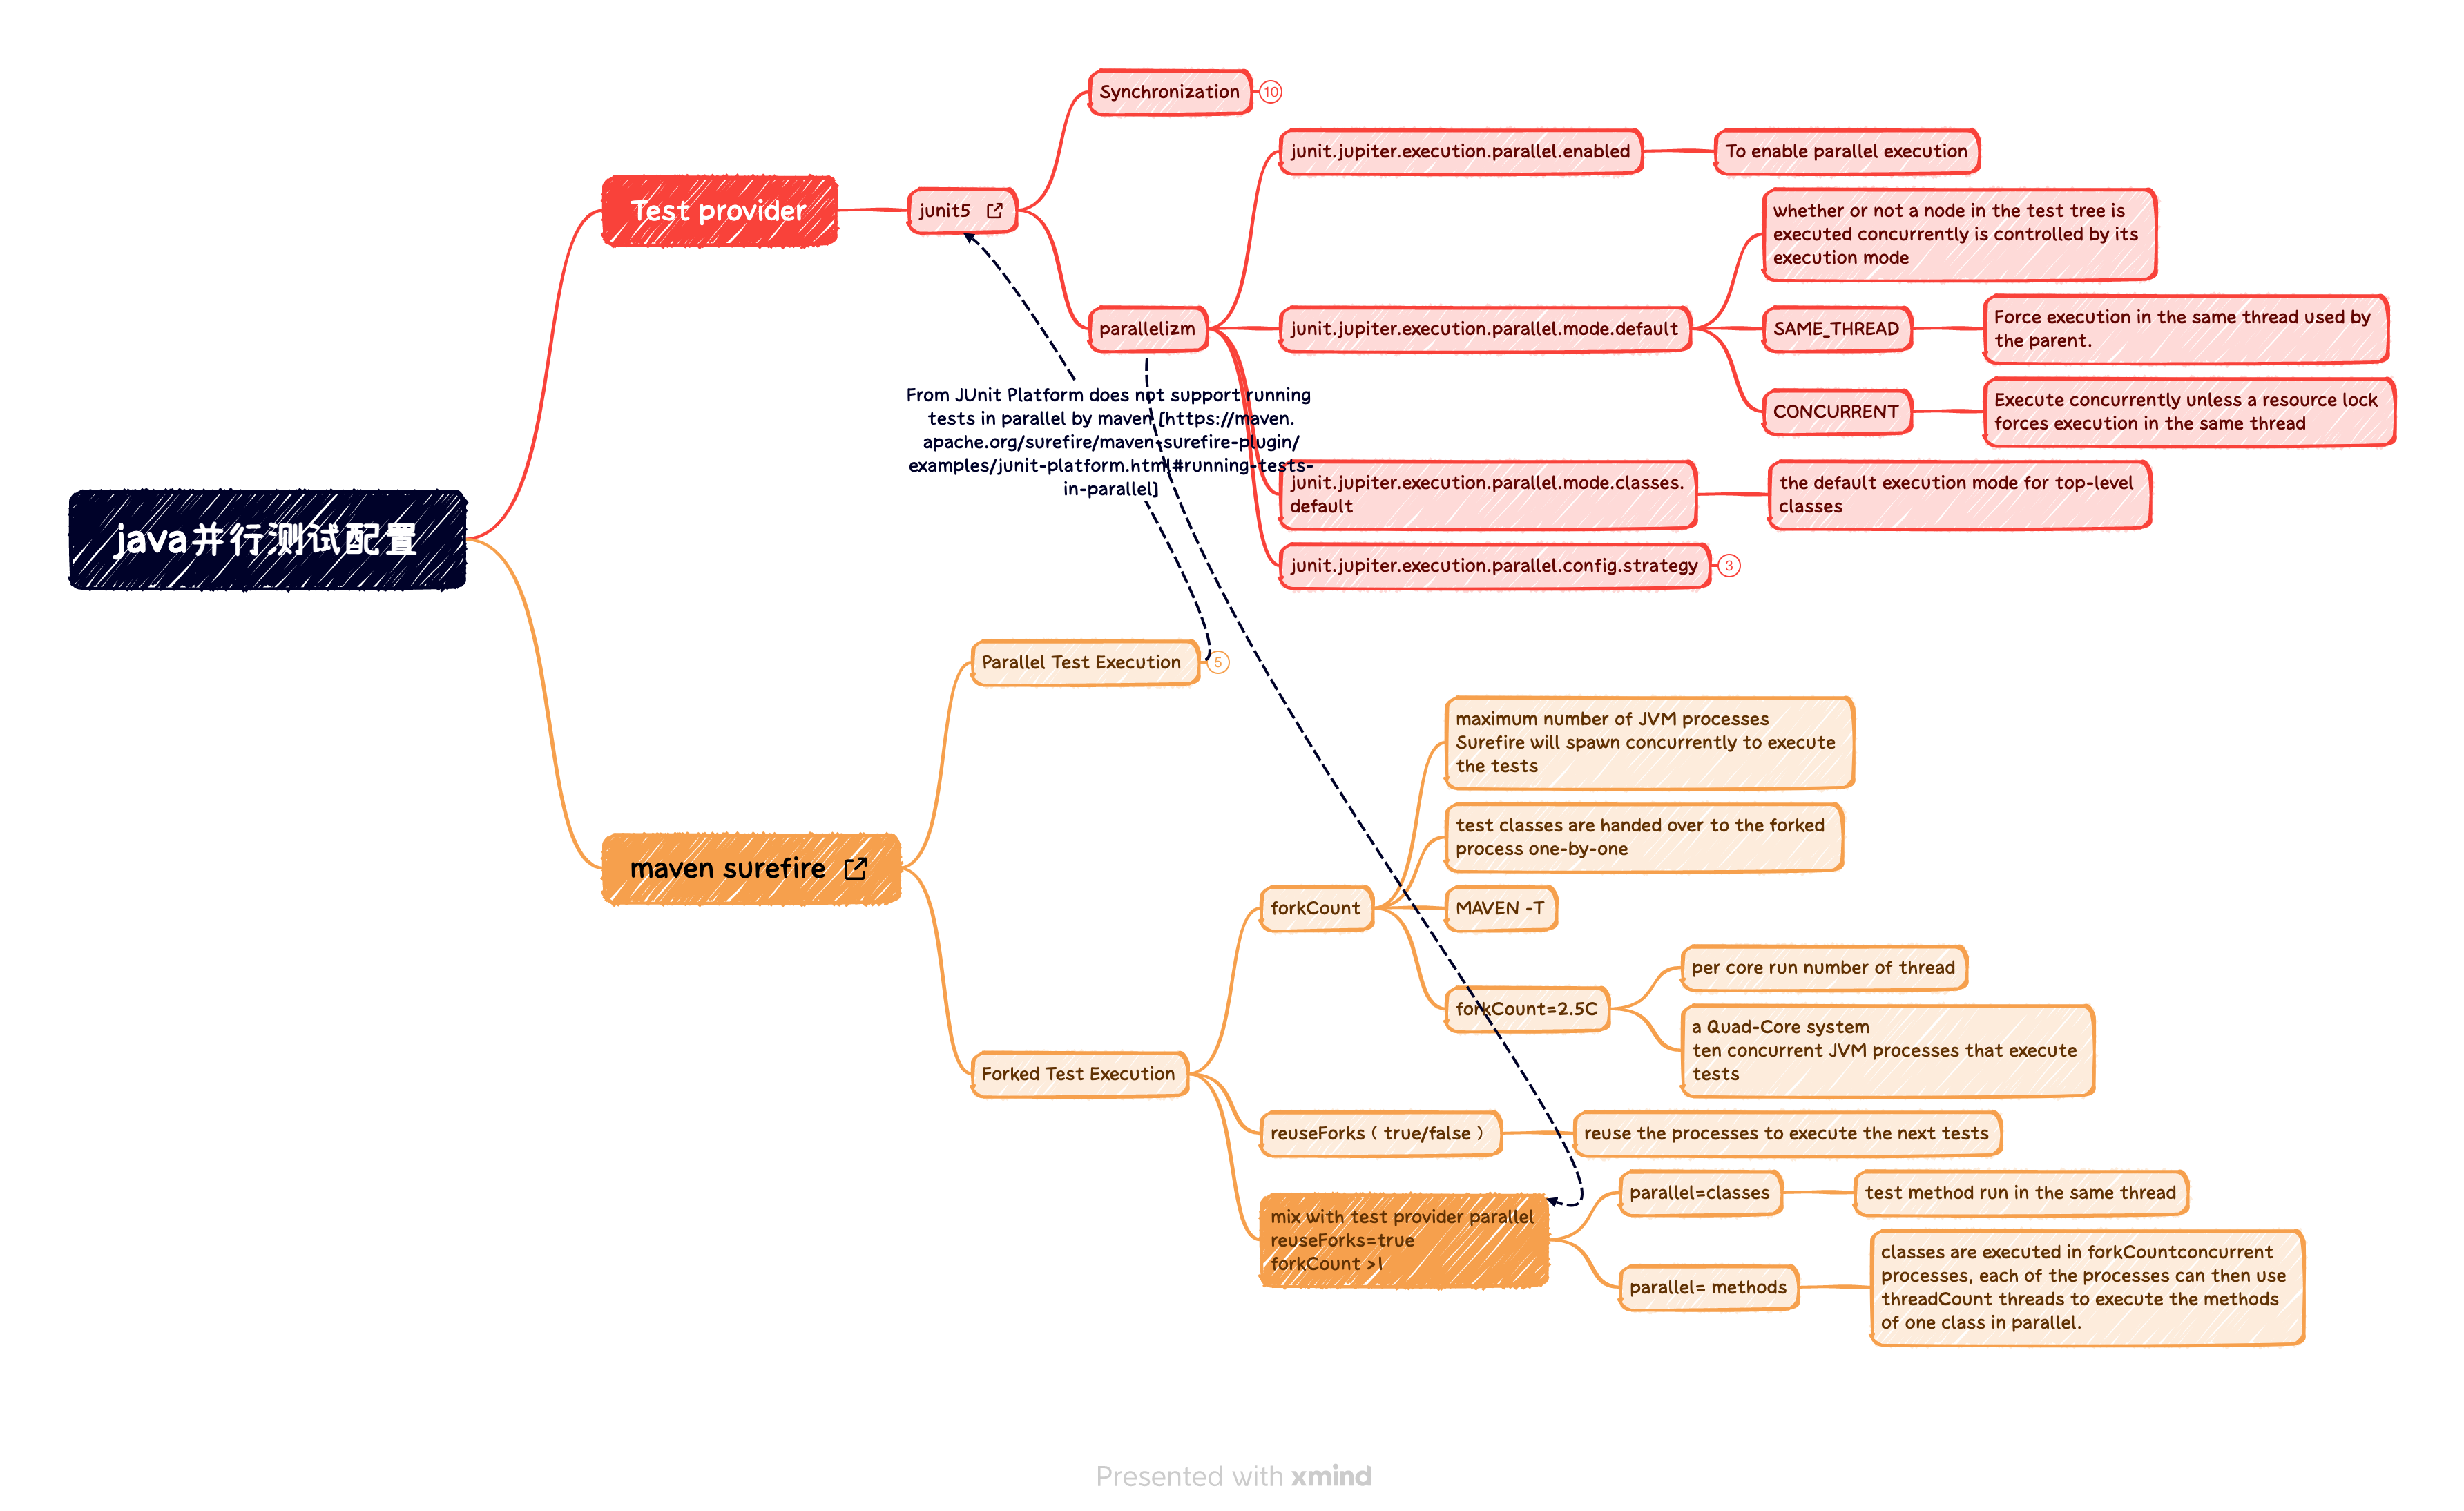 Synchronization
10
junit.jupiter.execution.parallel.enabled
To enable parallel execution
Test provider
junit5
whether or not a node in the test tree is
executed concurrently is controlled by its
execution mode
parallelizm
junit.jupiter.execution.parallel.mode.default
SAME_THREAD
Force execution in the same thread used by
the parent.
CONCURRENT
Execute concurrently unless a resource lock
forces execution in the same thread
From JUnit Platform does not support running
tests in parallel by maven [https://maven.
apache.org/surefire/maven-surefire-plugin/
examples/junit-platform.html#running-tests-
in-parallel]
junit.jupiter.execution.parallel.mode.classes.
default
the default execution mode for top-level
classes
java并行测试配置
junit.jupiter.execution.parallel.config.strategy
3
Parallel Test Execution
5
maven surefire
maximum number of JVM processes
Surefire will spawn concurrently to execute
the tests
test classes are handed over to the forked
process one-by-one
forkCount
MAVEN -T
forkCount=2.5C
per core run number of thread
a Quad-Core system
ten concurrent JVM processes that execute
tests
Forked Test Execution
reuseForks ( true/false )
reuse the processes to execute the next tests
mix with test provider parallel
reuseForks=true
forkCount >1
parallel=classes
test method run in the same thread
parallel= methods
classes are executed in forkCountconcurrent
processes, each of the processes can then use
threadCount threads to execute the methods
of one class in parallel.
Presented with xmind